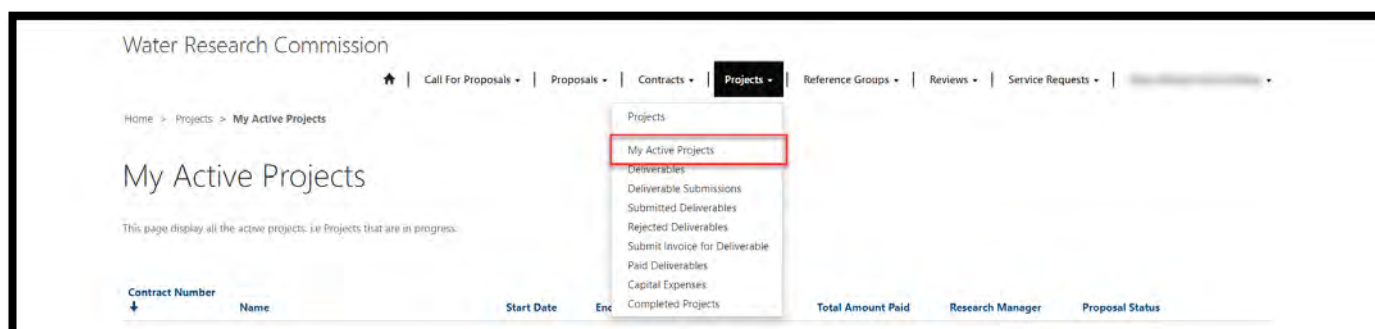 Water Research Commission
Call For Proposals | Proposals | Contracts | Projects | Reference Groups | Reviews | Service Requests |
Home > Projects > My Active Projects
Projects
My Active Projects
Deliverables
Deliverable Submissions
Submitted Deliverables
Rejected Deliverables
Submit Invoice for Deliverable
Paid Deliverables
Capital Expenses
Completed Projects
My Active Projects
This page display all the active projects. i.e Projects that are in progress.
Contract Number
Name Start Date Total Amount Paid Research Manager Proposal Status